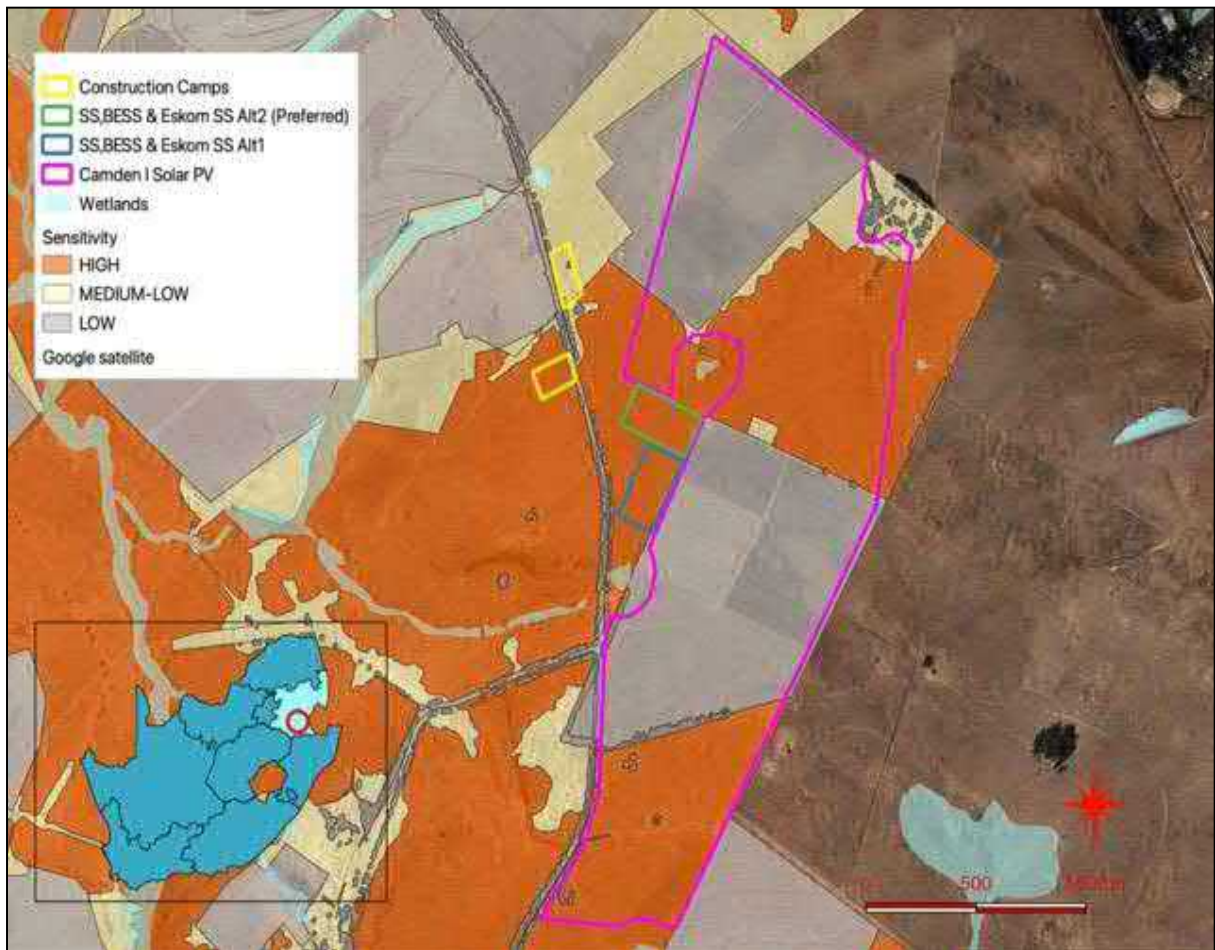 Construction Camps
SS,BESS & Eskom SS Alt2 (Preferred)
SS,BESS & Eskom SS Alt1
Camden I Solar PV
Wetlands
Sensitivity
HIGH
MEDIUM-LOW
LOW
Google satellite
500